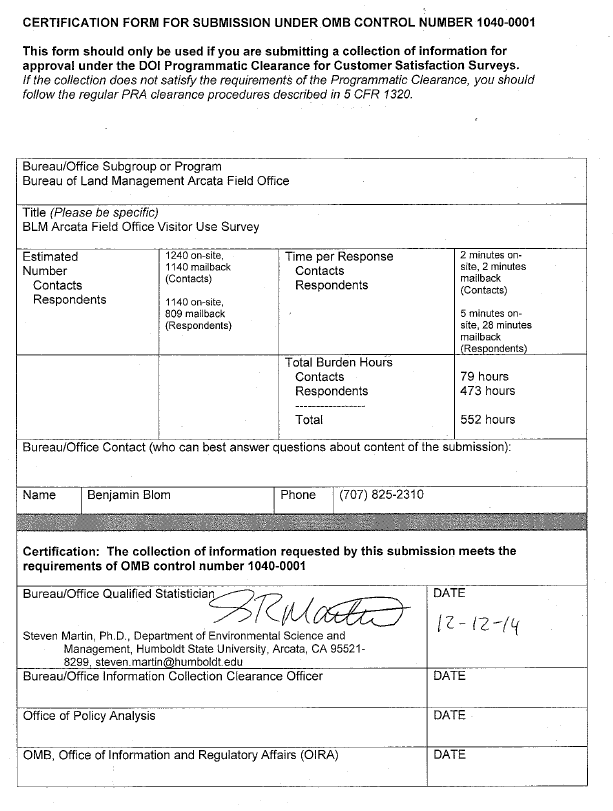 CERTIFICATION FORM FOR SUBMISSION UNDER OMB CONTROL NUMBER 1040-0001
This form should only be used if you are submitting a collection of information for
approval under the DOI Programmatic Clearance for Customer Satisfaction Surveys.
If the collection does not satisfy the requirements of the Programmatic Clearance, you should
follow the regular PRA clearance procedures described in 5 CFR 1320.
Bureau/Office Subgroup or Program
Bureau of Land Management Arcata Field Office
Title (Please be specific)
BLM Arcata Field Office Visitor Use Survey
Estimated
Number
Contacts
Respondents
1240 on-site,
1140 mailback
(Contacts)
1140 on-site,
809 mailback
(Respondents)
Time per Response
Contacts
Respondents
2 minutes on-
site, 2 minutes
mailback
(Contacts)
5 minutes on-
site, 28 minutes
mailback
(Respondents)
Total Burden Hours
Contacts 79 hours
Respondents 473 hours
-----------------
Total 552 hours
Bureau/Office Contact (who can best answer questions about content of the submission):
Name Benjamin Blom Phone (707) 825-2310
Certification: The collection of information requested by this submission meets the
requirements of OMB control number 1040-0001
Bureau/Office Qualified Statistician SRMartin DATE
12-12-14
Steven Martin, Ph.D., Department of Environmental Science and
Management, Humboldt State University, Arcata, CA 95521-
8299, steven.martin@humboldt.edu
Bureau/Office Information Collection Clearance Officer DATE
Office of Policy Analysis DATE
OMB, Office of Information and Regulatory Affairs (OIRA) DATE